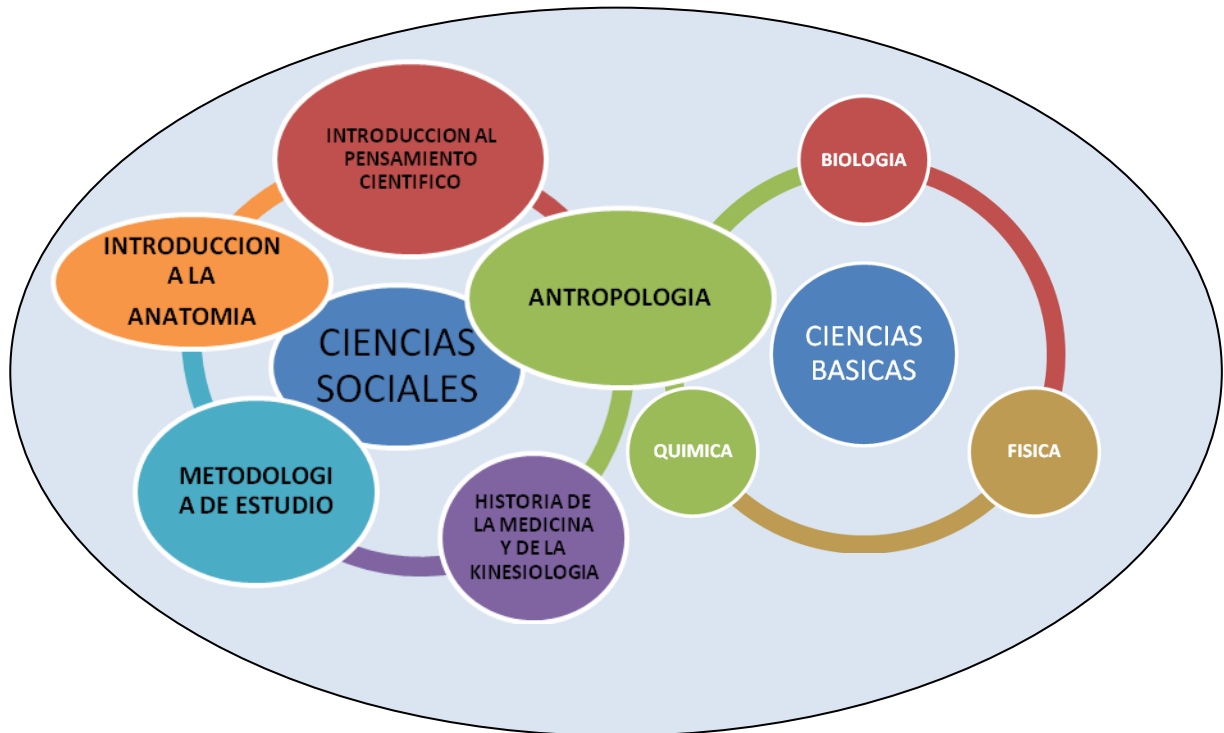 INTRODUCCION AL
PENSAMIENTO
CIENTIFICO
INTRODUCCION
A LA
ANATOMIA
CIENCIAS
SOCIALES
ANTROPOLOGIA
METODOLOGI
A DE ESTUDIO
HISTORIA DE
LA MEDICINA
Y DE LA
KINESIOLOGIA
BIOLOGIA
CIENCIAS
BASICAS
QUIMICA
FISICA